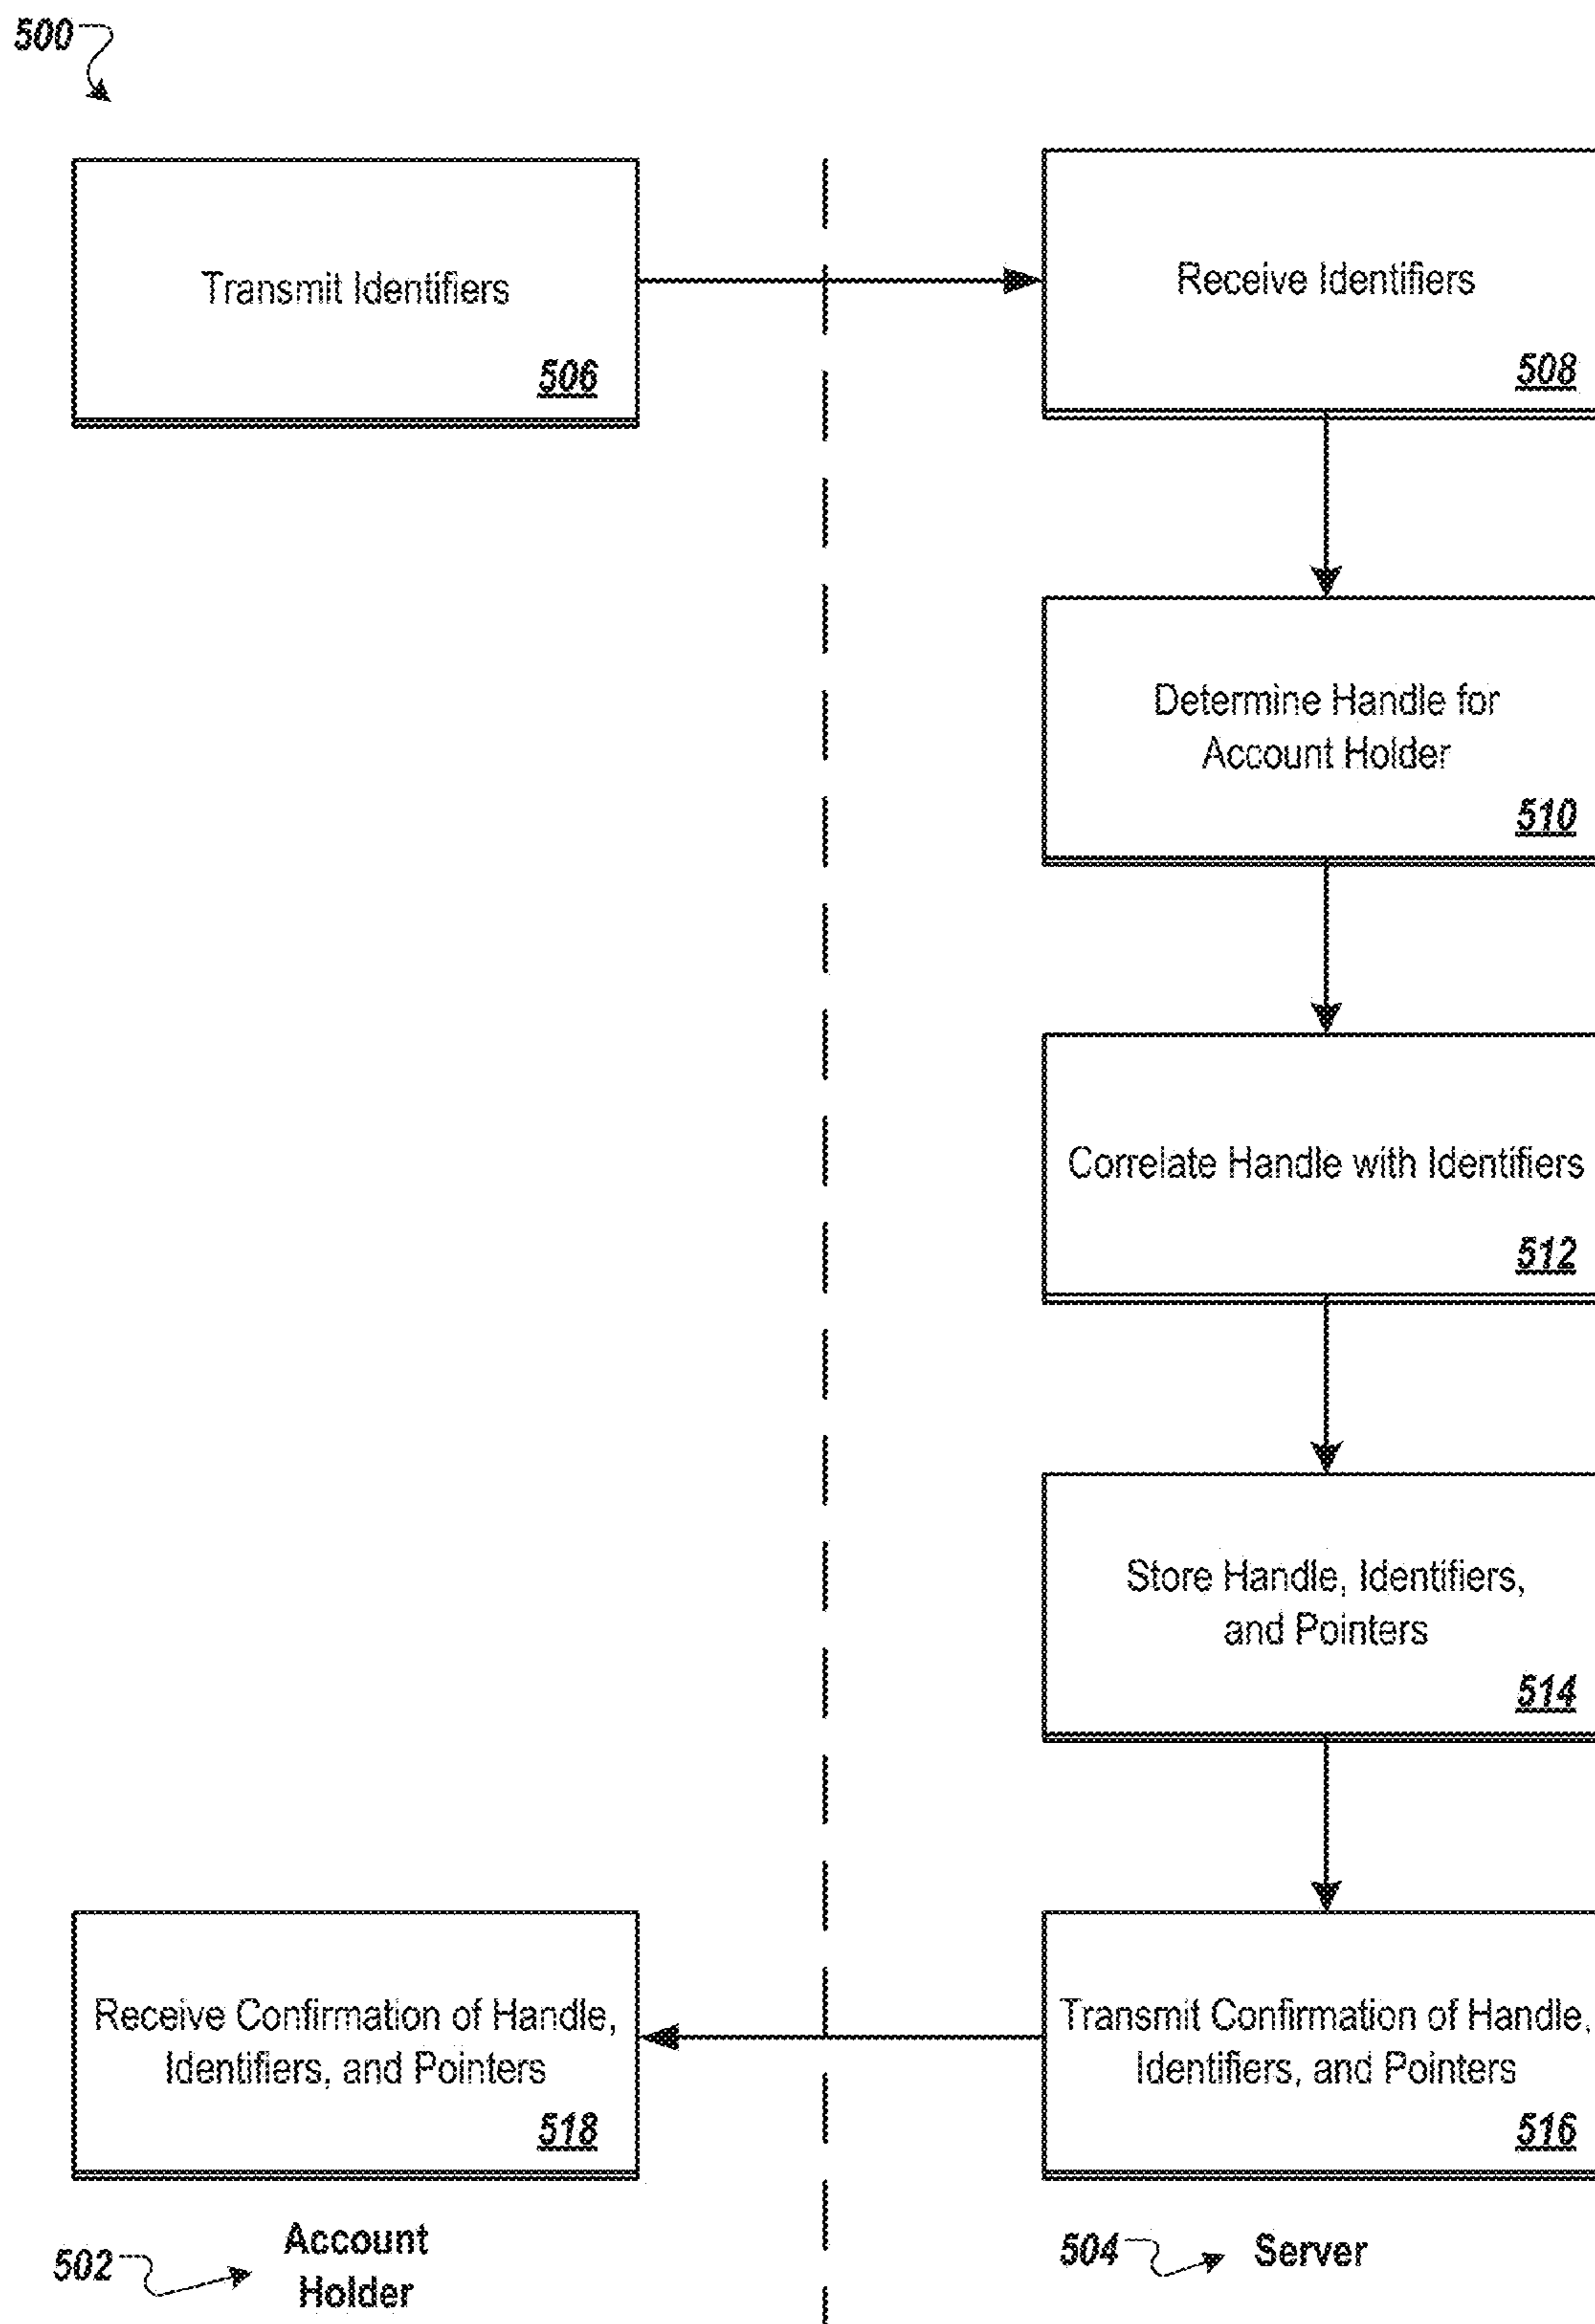 500
Transmit Identifiers
506
Receive Identifiers
508
Determine Handle for
Account Holder
510
Correlate Handle with Identifiers
512
Store Handle, Identifiers,
and Pointers
514
Transmit Confirmation of Handle,
Identifiers, and Pointers
516
Receive Confirmation of Handle,
Identifiers, and Pointers
518
502
Account
Holder
504
Server